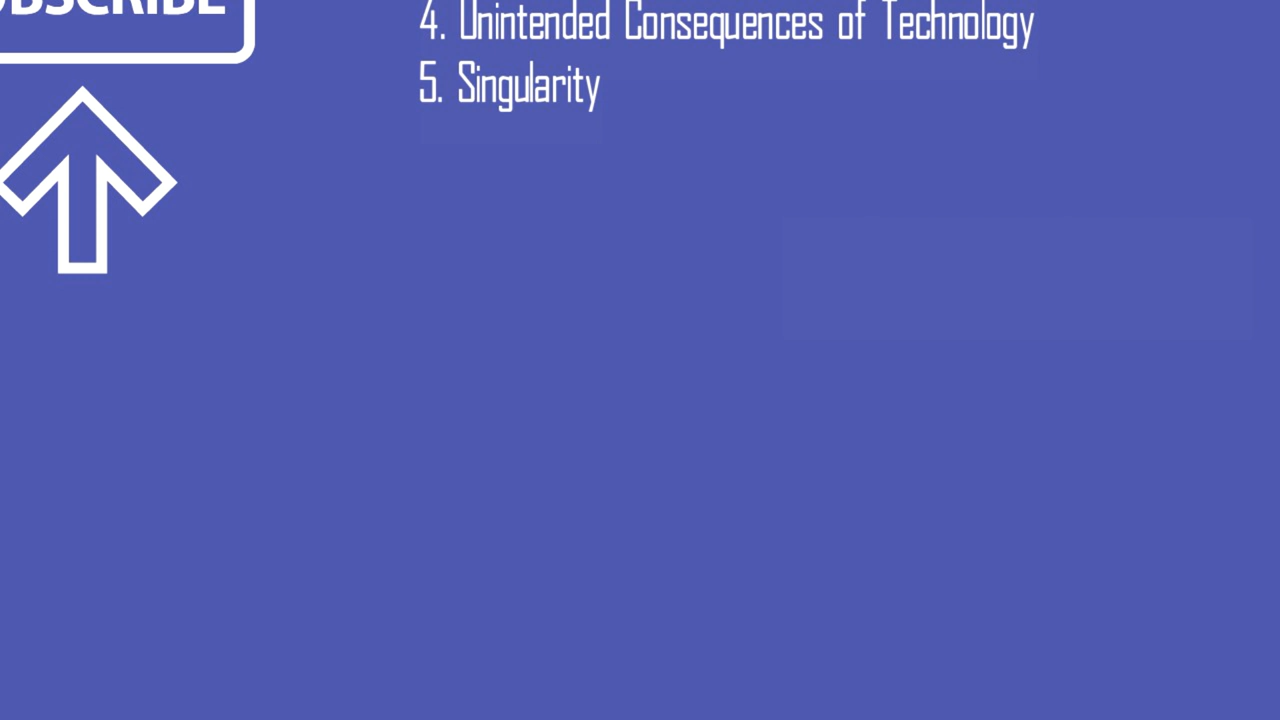 4. Unintended Consequences of Technology
5. Singularity